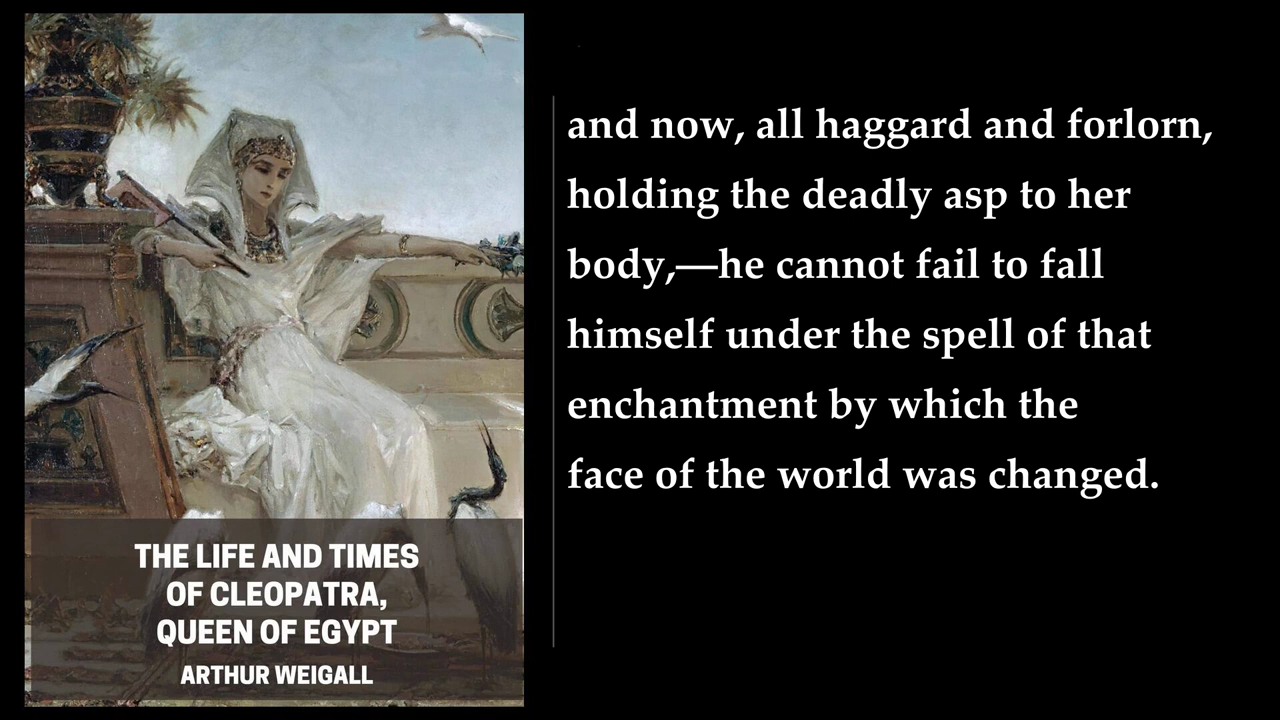 THE LIFE AND TIMES
OF CLEOPATRA,
QUEEN OF EGYPT
ARTHUR WEIGALL
and now, all haggard and forlorn,
holding the deadly asp to her
body,—he cannot fail to fall
himself under the spell of that
enchantment by which the
face of the world was changed.